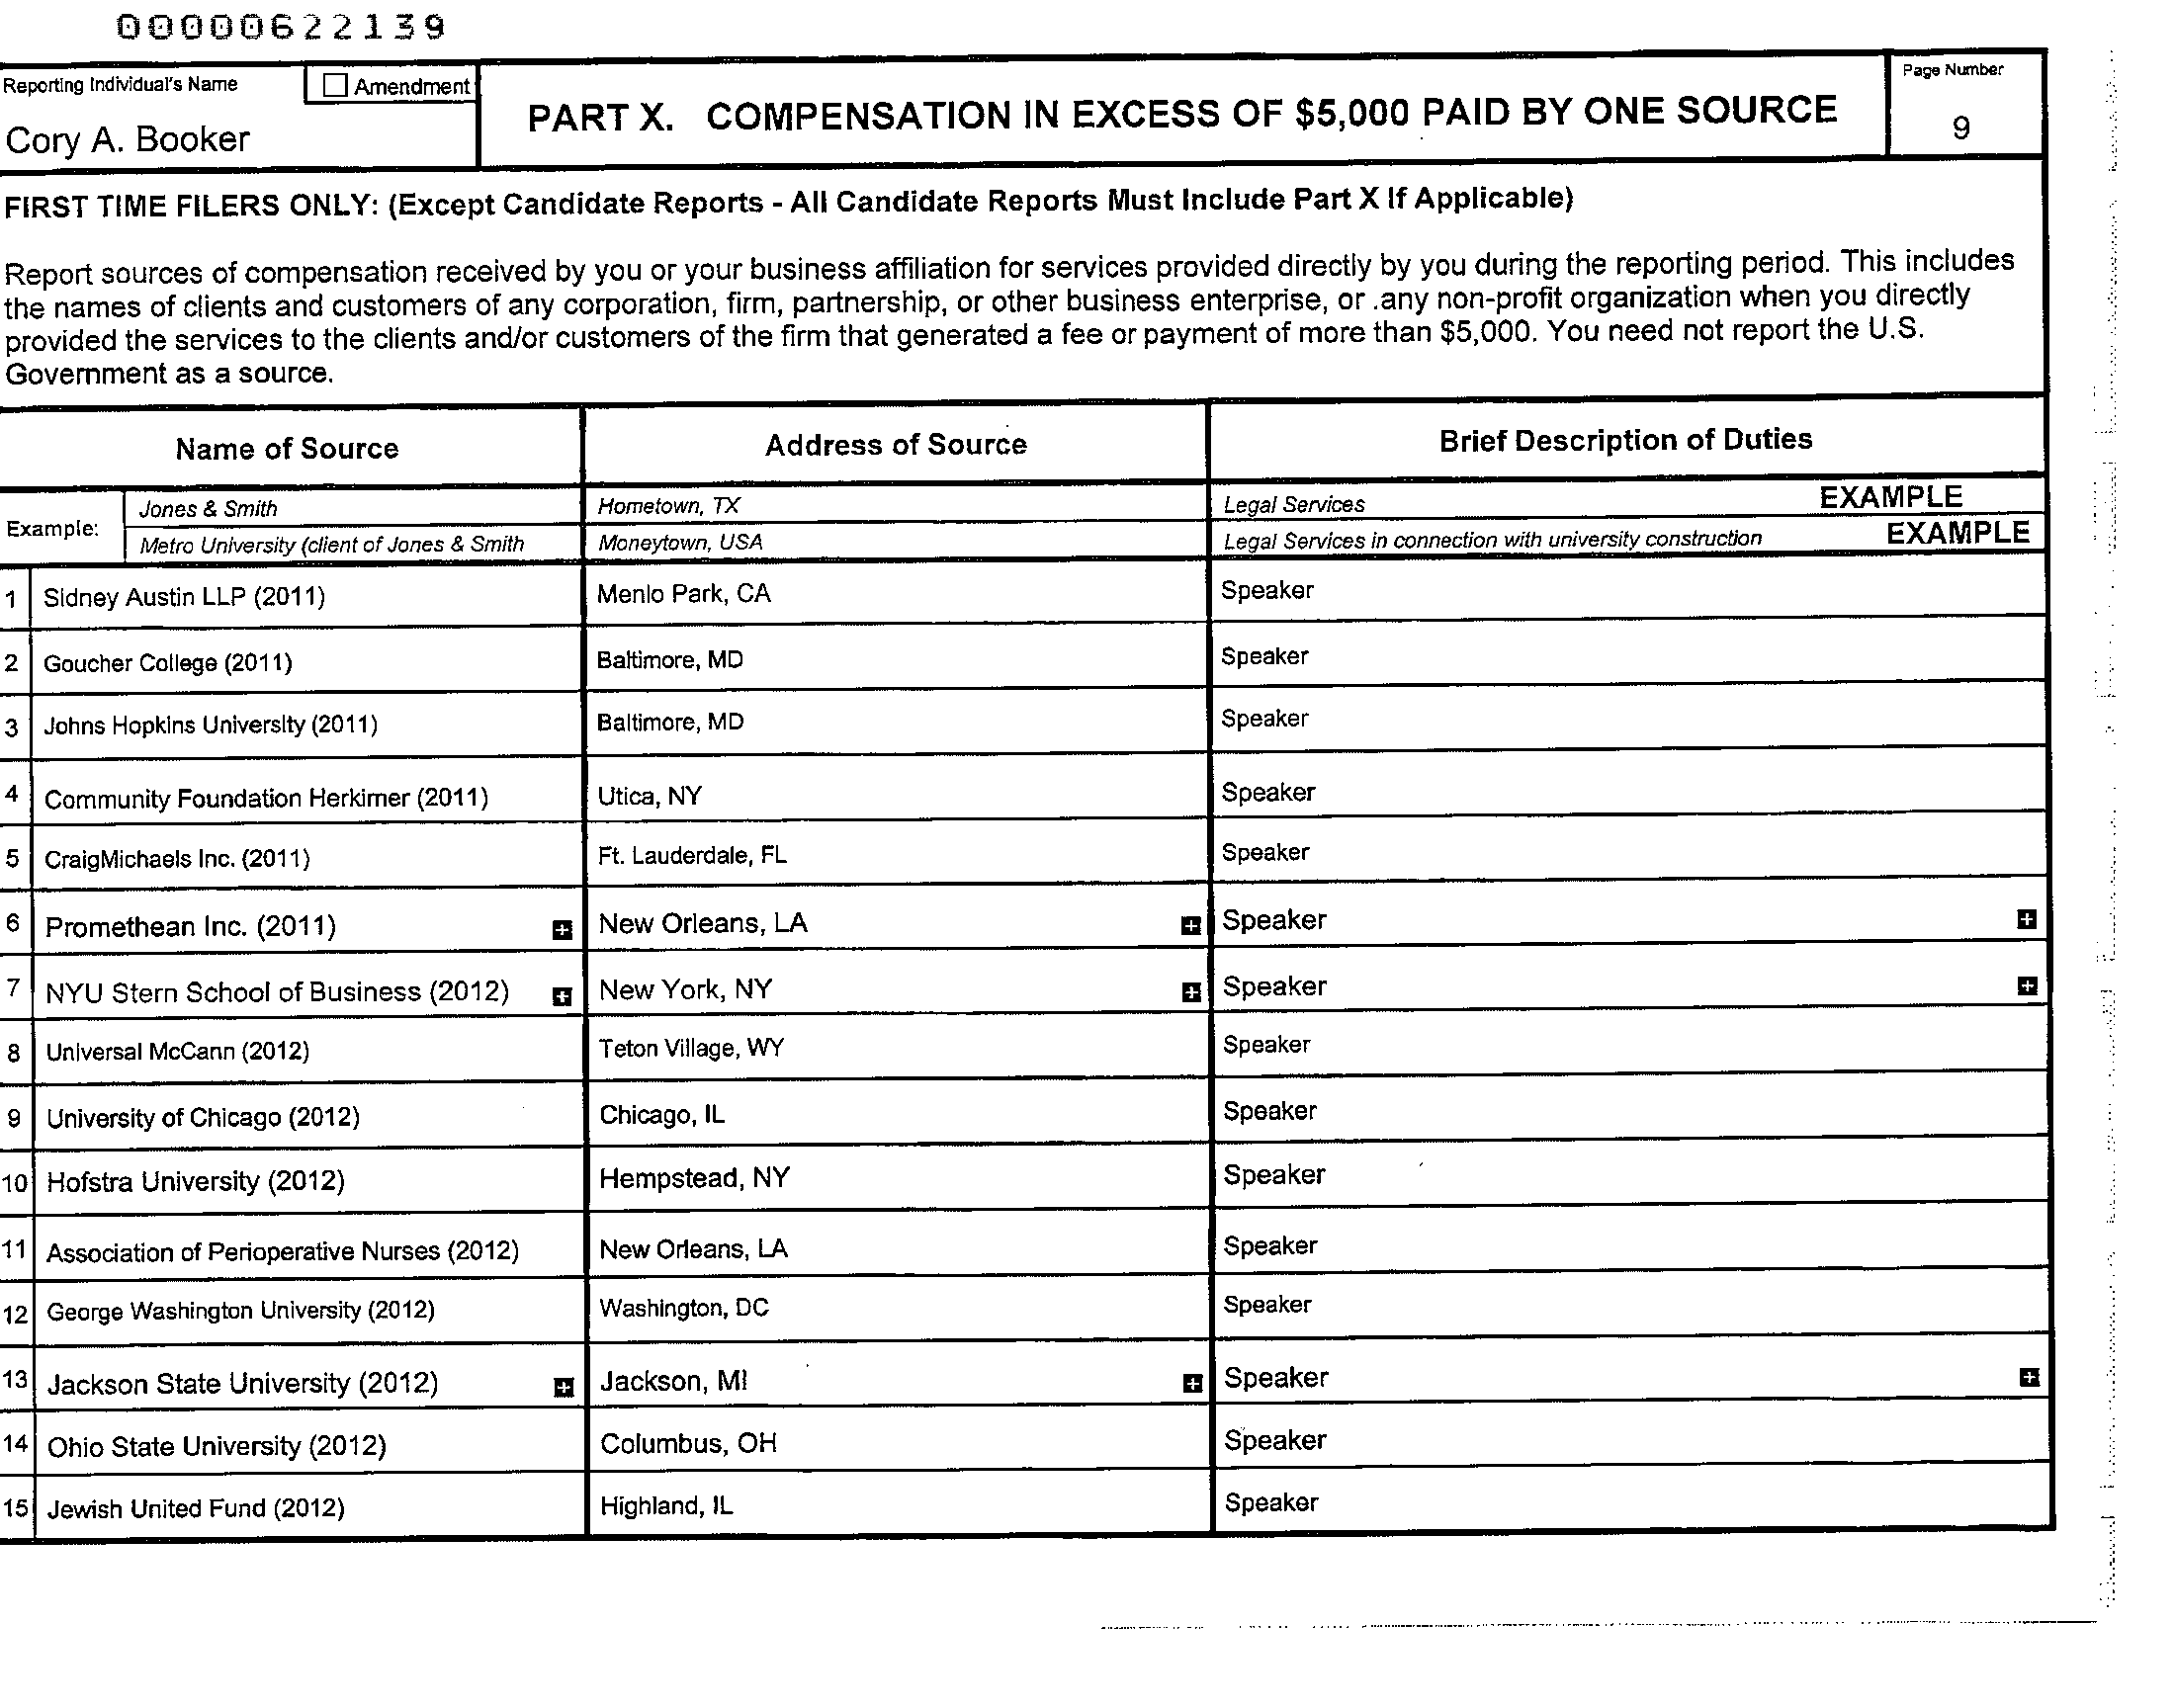 00000622139
Reporting Individual's Name
Amendment
Cory A. Booker
PART X. COMPENSATION IN EXCESS OF $5,000 PAID BY ONE SOURCE
Page Number
9
FIRST TIME FILERS ONLY: (Except Candidate Reports - All Candidate Reports Must Include Part X If Applicable)
Report sources of compensation received by you or your business affiliation for services provided directly by you during the reporting period. This includes
the names of clients and customers of any corporation, firm, partnership, or other business enterprise, or .any non-profit organization when you directly
provided the services to the clients and/or customers of the firm that generated a fee or payment of more than $5,000. You need not report the U.S.
Government as a source.
Name of Source Address of Source Brief Description of Duties
Example:
Jones & Smith Hometown, TX Legal Services EXAMPLE
Metro University (client of Jones & Smith Moneytown, USA Legal Services in connection with university construction EXAMPLE
1 Sidney Austin LLP (2011) Menlo Park, CA Speaker
2 Goucher College (2011) Baltimore, MD Speaker
3 Johns Hopkins University (2011) Baltimore, MD Speaker
4 Community Foundation Herkimer (2011) Utica, NY Speaker
5 CraigMichaels Inc. (2011) Ft. Lauderdale, FL Speaker
6 Promethean Inc. (2011) New Orleans, LA Speaker
7 NYU Stern School of Business (2012) New York, NY Speaker
8 Universal McCann (2012) Teton Village, WY Speaker
9 University of Chicago (2012) Chicago, IL Speaker
10 Hofstra University (2012) Hempstead, NY Speaker
11 Association of Perioperative Nurses (2012) New Orleans, LA Speaker
12 George Washington University (2012) Washington, DC Speaker
13 Jackson State University (2012) Jackson, MI Speaker
14 Ohio State University (2012) Columbus, OH Speaker
15 Jewish United Fund (2012) Highland, IL Speaker